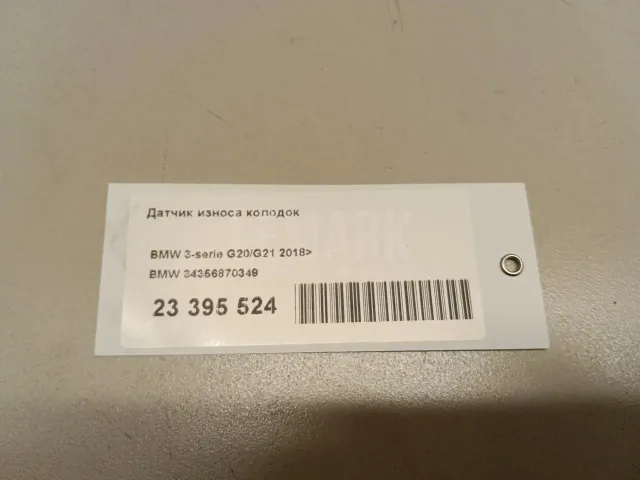 Датчик износа колодок
BMW 3-serie G20/G21 2018>
BMW 34356870349
23 395 524